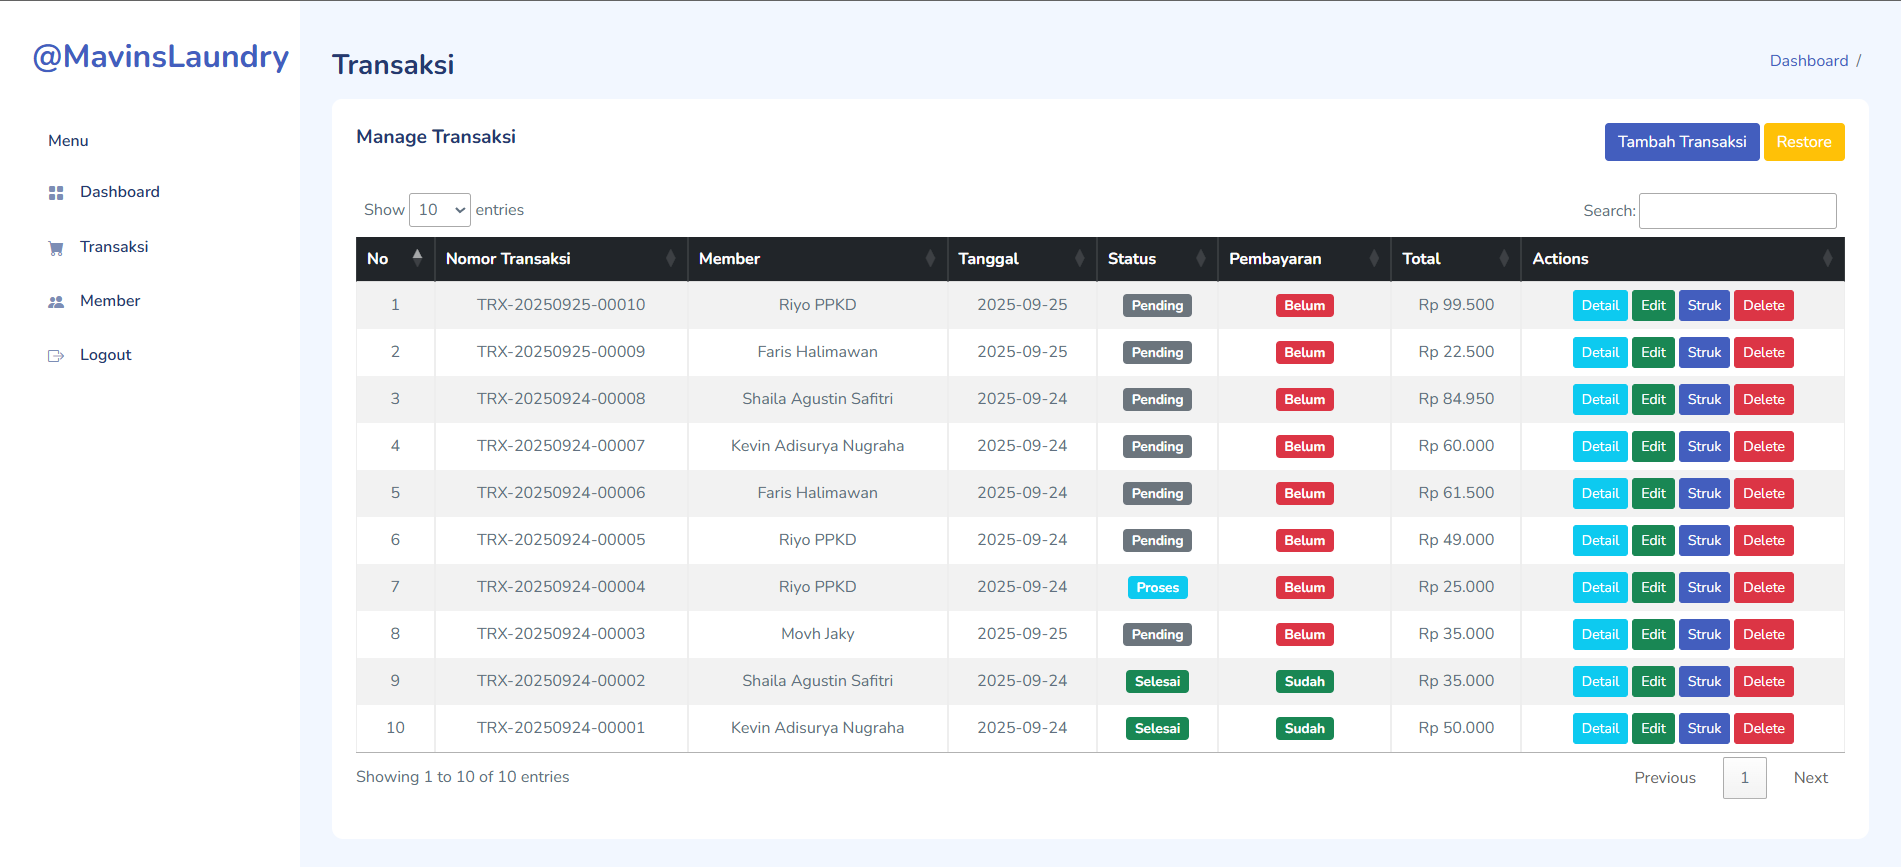 @MavinsLaundry
Menu
Dashboard
Transaksi
Member
Logout
Transaksi
Dashboard /
Manage Transaksi
Tambah Transaksi Restore
Show 10 entries
Search:
No Nomor Transaksi Member Tanggal Status Pembayaran Total Actions
1 TRX-20250925-00010 Riyo PPKD 2025-09-25 Pending Belum Rp 99.500 Detail Edit Struk Delete
2 TRX-20250925-00009 Faris Halimawan 2025-09-25 Pending Belum Rp 22.500 Detail Edit Struk Delete
3 TRX-20250924-00008 Shaila Agustin Safitri 2025-09-24 Pending Belum Rp 84.950 Detail Edit Struk Delete
4 TRX-20250924-00007 Kevin Adisurya Nugraha 2025-09-24 Pending Belum Rp 60.000 Detail Edit Struk Delete
5 TRX-20250924-00006 Faris Halimawan 2025-09-24 Pending Belum Rp 61.500 Detail Edit Struk Delete
6 TRX-20250924-00005 Riyo PPKD 2025-09-24 Pending Belum Rp 49.000 Detail Edit Struk Delete
7 TRX-20250924-00004 Riyo PPKD 2025-09-24 Proses Belum Rp 25.000 Detail Edit Struk Delete
8 TRX-20250924-00003 Movh Jaky 2025-09-25 Pending Belum Rp 35.000 Detail Edit Struk Delete
9 TRX-20250924-00002 Shaila Agustin Safitri 2025-09-24 Selesai Sudah Rp 35.000 Detail Edit Struk Delete
10 TRX-20250924-00001 Kevin Adisurya Nugraha 2025-09-24 Selesai Sudah Rp 50.000 Detail Edit Struk Delete
Showing 1 to 10 of 10 entries
Previous 1 Next